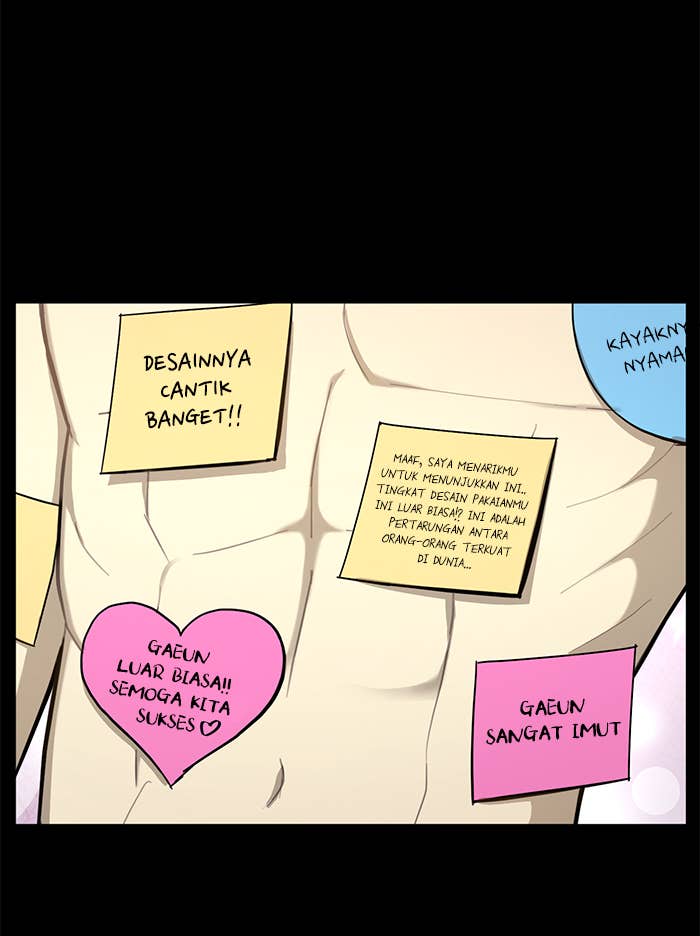 DESAINNYA
CANTIK
BANGET!!
KAYAKNY
NYAMA
MAAF, SAYA MENARIKMU
UNTUK MENUNJUKKAN INI..
TINGKAT DESAIN PAKAIANMU
INI LUAR BIASA!? INI ADALAH
PERTARUNGAN ANTARA
ORANG-ORANG TERKUAT
DI DUNIA...
GAEUN
LUAR BIASA!!
SEMOGA KITA
SUKSES♡
GAEUN
SANGAT IMUT